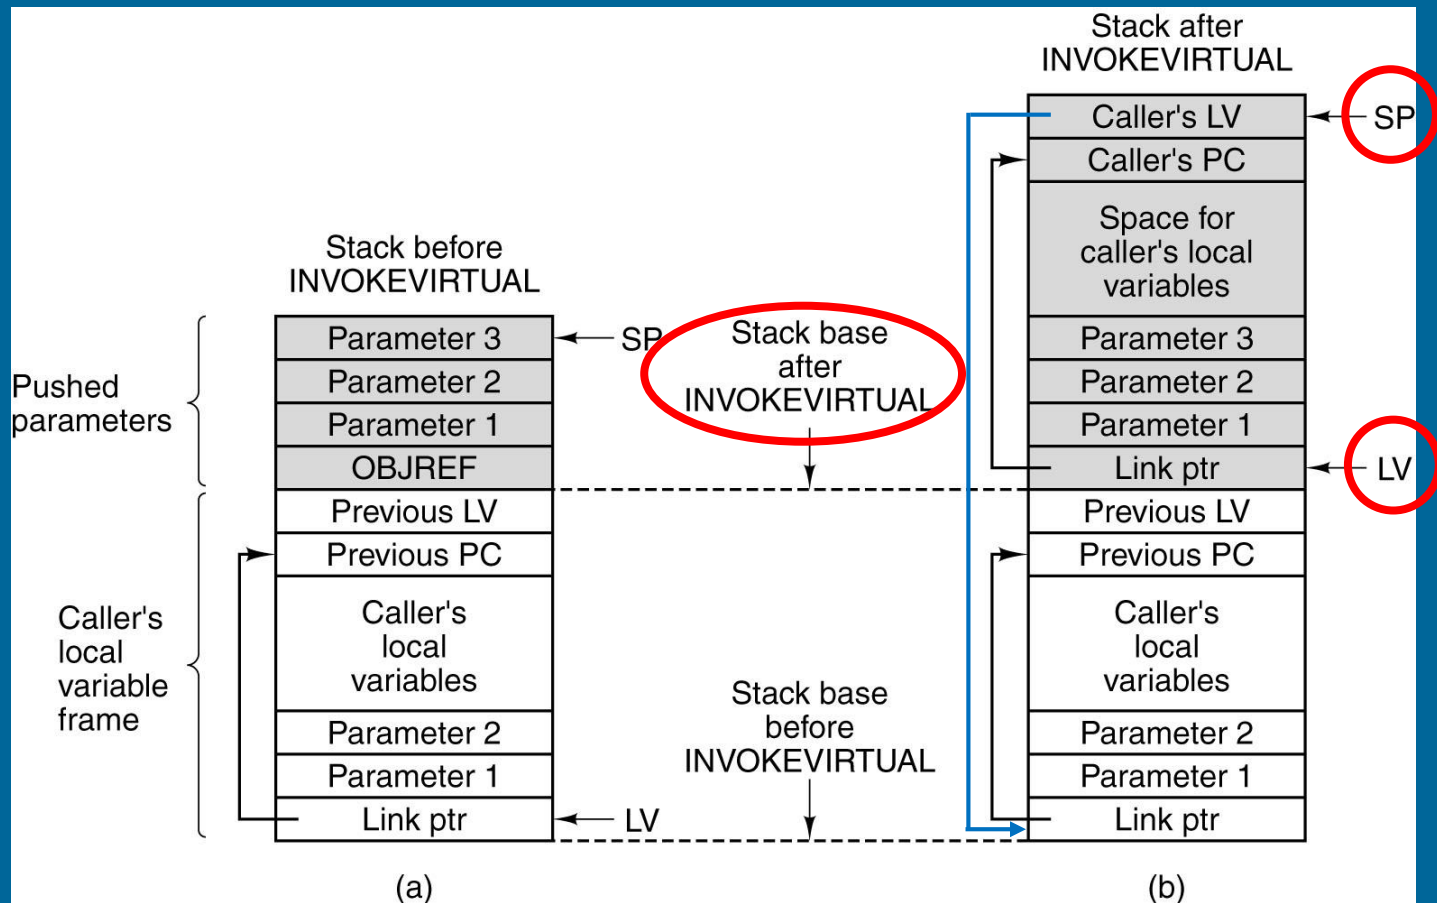 Stack before
INVOKEVIRTUAL
Pushed
parameters
Parameter 3
Parameter 2
Parameter 1
OBJREF
SP
Caller's
local
variable
frame
Previous LV
Previous PC
Caller's
local
variables
Parameter 2
Parameter 1
Link ptr
LV
(a)
Stack base
after
INVOKEVIRTUAL
Stack base
before
INVOKEVIRTUAL
Stack after
INVOKEVIRTUAL
Caller's LV
SP
Caller's PC
Space for
caller's local
variables
Parameter 3
Parameter 2
Parameter 1
Link ptr
LV
Previous LV
Previous PC
Caller's
local
variables
Parameter 2
Parameter 1
Link ptr
(b)